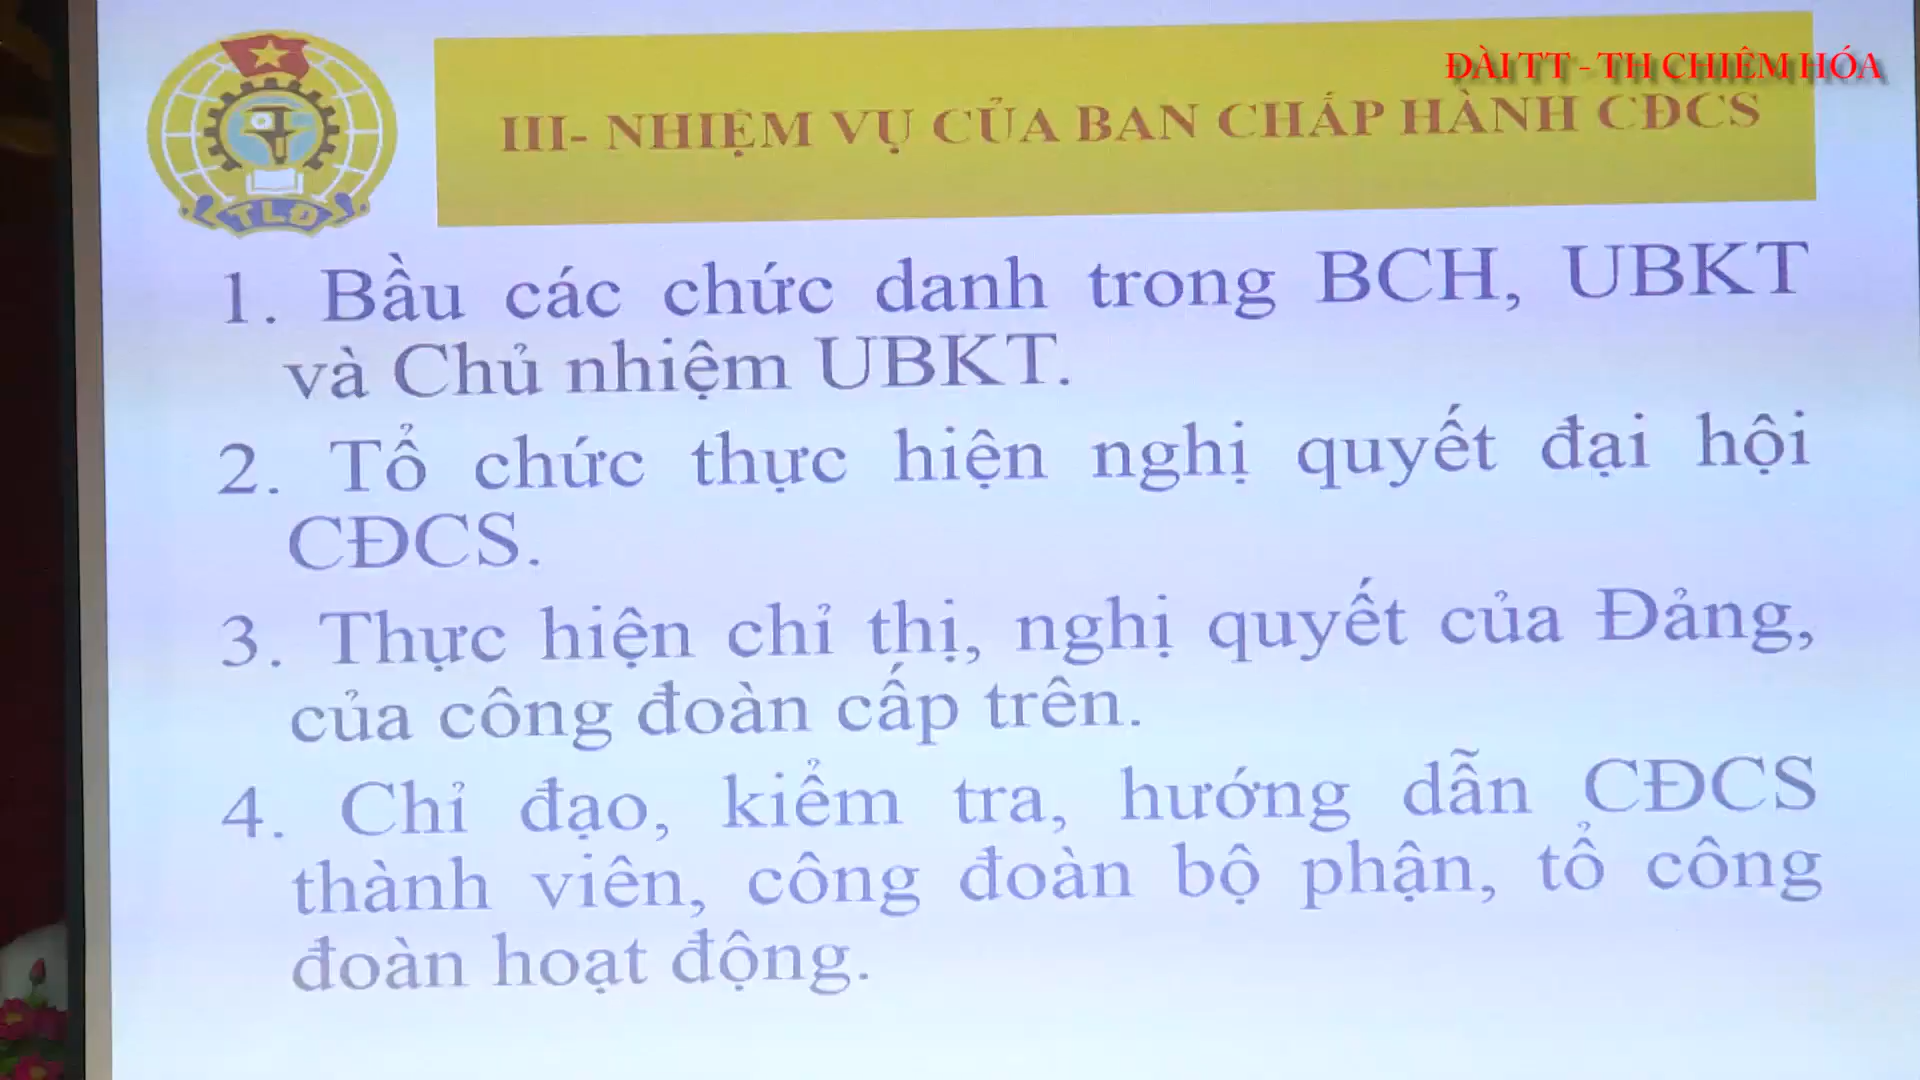 ĐÀI TT - TH CHIÊM HÓA
III- NHIỆM VỤ CỦA BAN CHẤP HÀNH CĐCS
TLĐ
1. Bầu các chức danh trong BCH, UBKT
và Chủ nhiệm UBKT.
2. Tổ chức thực hiện nghị quyết đại hội
CĐCS.
3. Thực hiện chỉ thị, nghị quyết của Đảng,
của công đoàn cấp trên.
4. Chỉ đạo, kiểm tra, hướng dẫn CĐCS
thành viên, công đoàn bộ phận, tổ công
đoàn hoạt động.